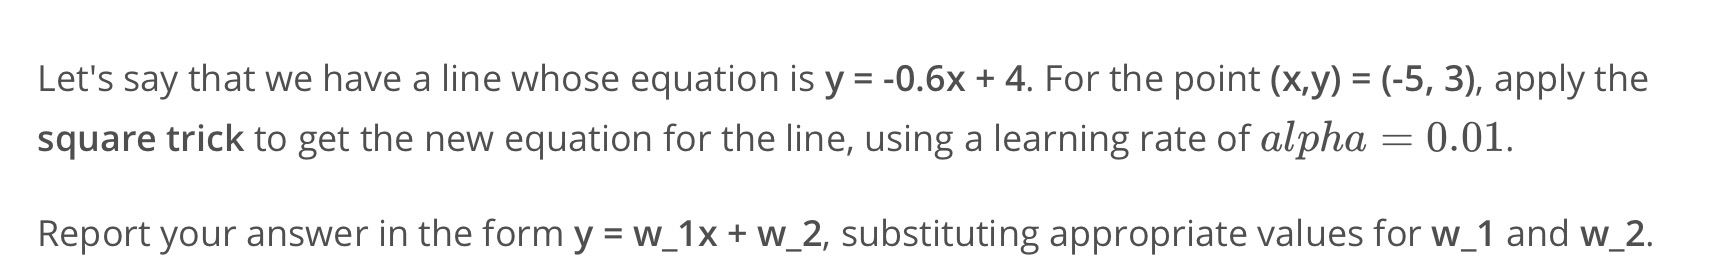 Let's say that we have a line whose equation is y = -0.6x + 4. For the point (x,y) = (-5, 3), apply the
square trick to get the new equation for the line, using a learning rate of alpha = 0.01.
Report your answer in the form y = w_1x + w_2, substituting appropriate values for w_1 and w_2.